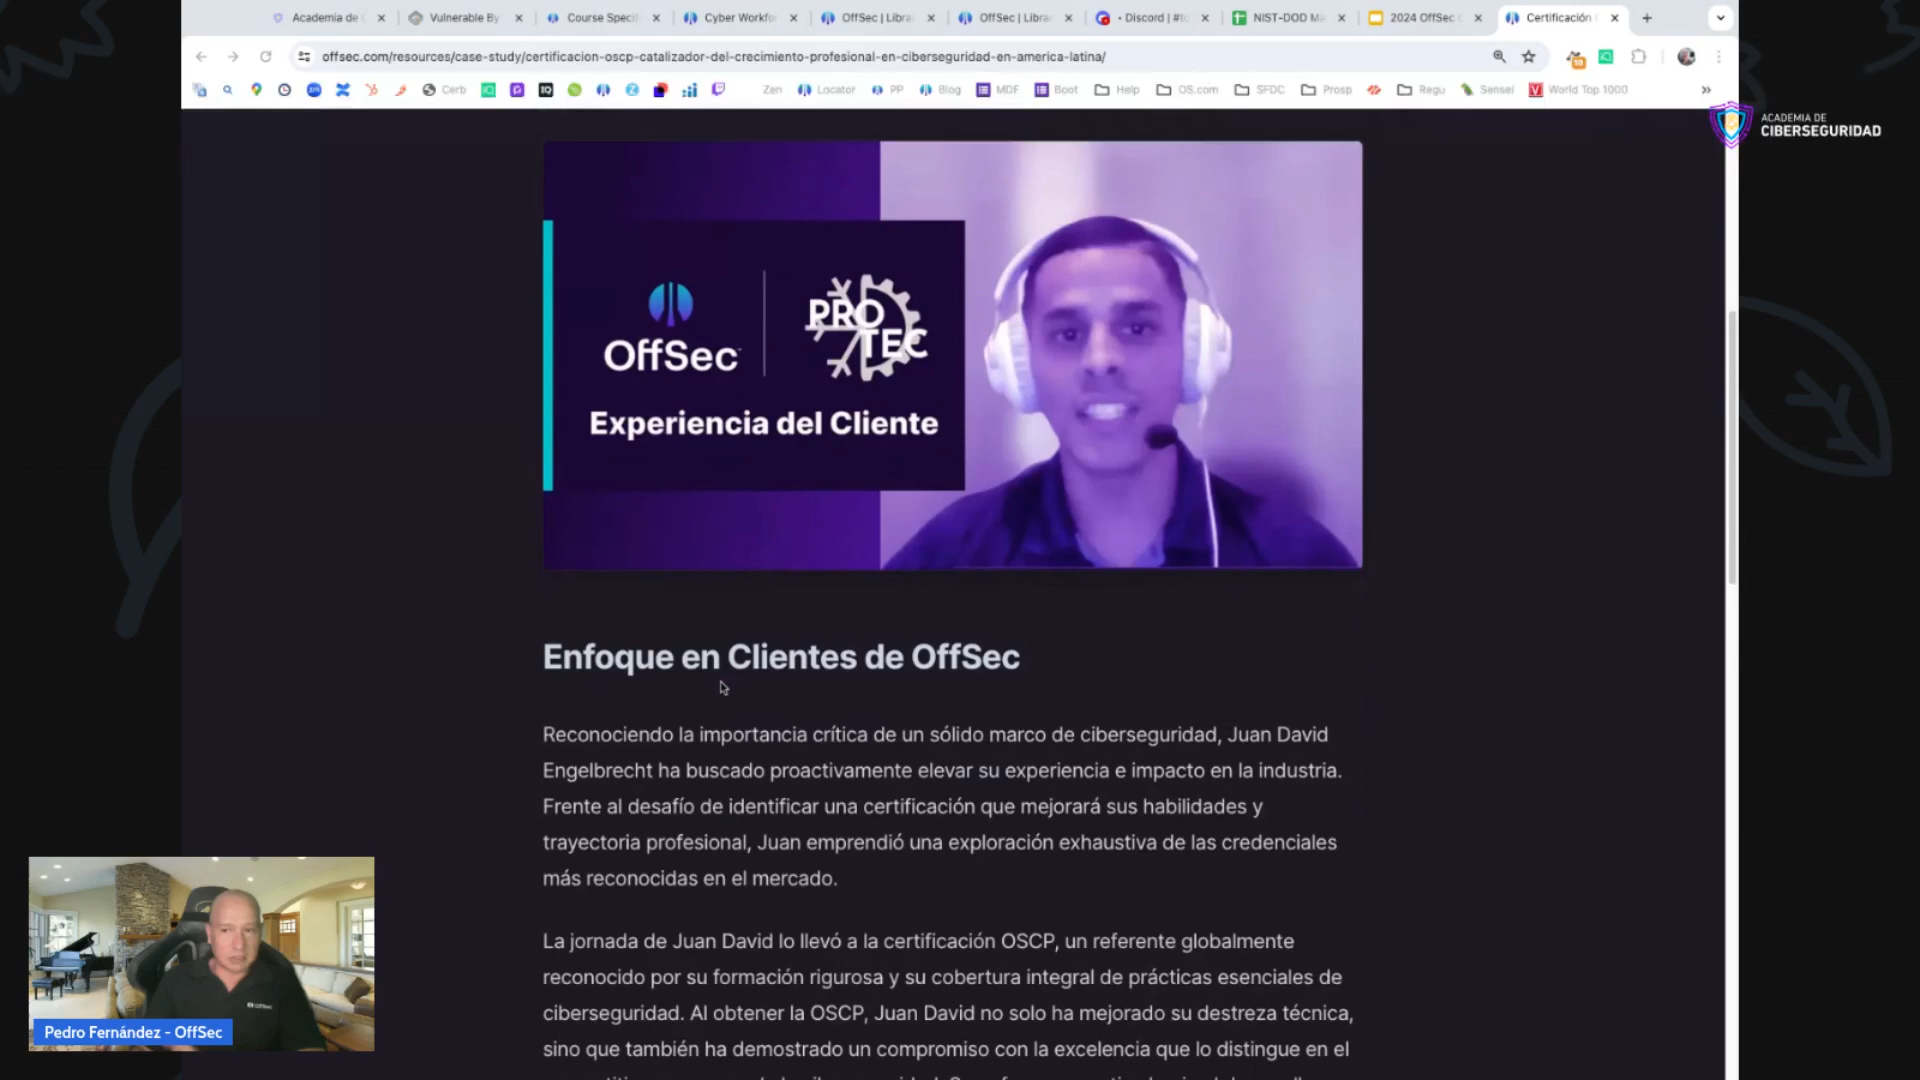 Academia de
Vulnerable By
Course Specif
Cyber Workfo
OffSec | Libra
OffSec | Librar
• Discord | #to
NIST-DOD Ma
2024 OffSec
Certificación
offsec.com/resources/case-study/certificacion-oscp-catalizador-del-crecimiento-profesional-en-ciberseguridad-en-america-latina/
10
Cerb
Zen
Locator
PP
Blog
MDF
Boot
Help
OS.com
SFDC
Prosp
Regu
Sensei
World Top 1000
»
ACADEMIA DE
CIBERSEGURIDAD
OffSec
PRO
TEC
Experiencia del Cliente
Enfoque en Clientes de OffSec
Reconociendo la importancia crítica de un sólido marco de ciberseguridad, Juan David
Engelbrecht ha buscado proactivamente elevar su experiencia e impacto en la industria.
Frente al desafío de identificar una certificación que mejorará sus habilidades y
trayectoria profesional, Juan emprendió una exploración exhaustiva de las credenciales
más reconocidas en el mercado.
La jornada de Juan David lo llevó a la certificación OSCP, un referente globalmente
reconocido por su formación rigurosa y su cobertura integral de prácticas esenciales de
ciberseguridad. Al obtener la OSCP, Juan David no solo ha mejorado su destreza técnica,
sino que también ha demostrado un compromiso con la excelencia que lo distingue en el
OffSec
Pedro Fernández - OffSec